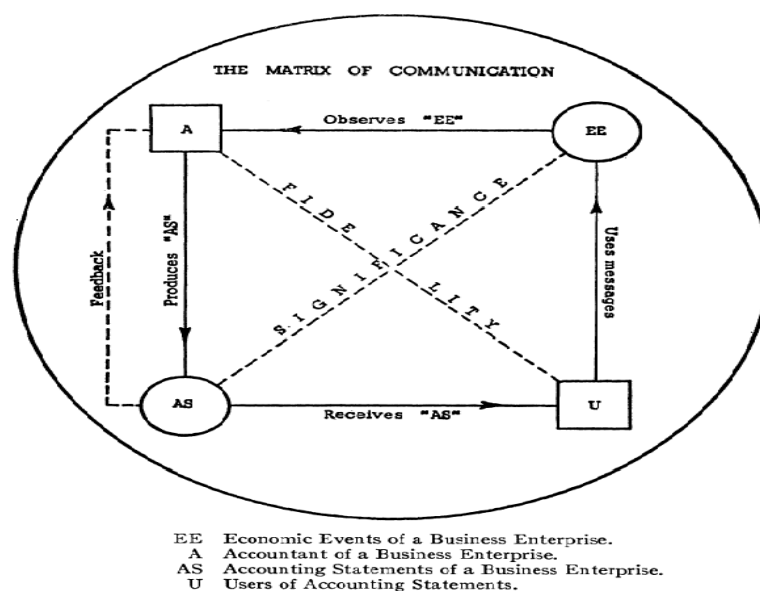 THE MATRIX OF COMMUNICATION
A
Observes "EE"
EE
FIDELITY
SIGNIFICANCE
Feedback
Produces "AS"
Uses messages
AS
Receives "AS"
U
EE Economic Events of a Business Enterprise.
A Accountant of a Business Enterprise.
AS Accounting Statements of a Business Enterprise.
U Users of Accounting Statements.